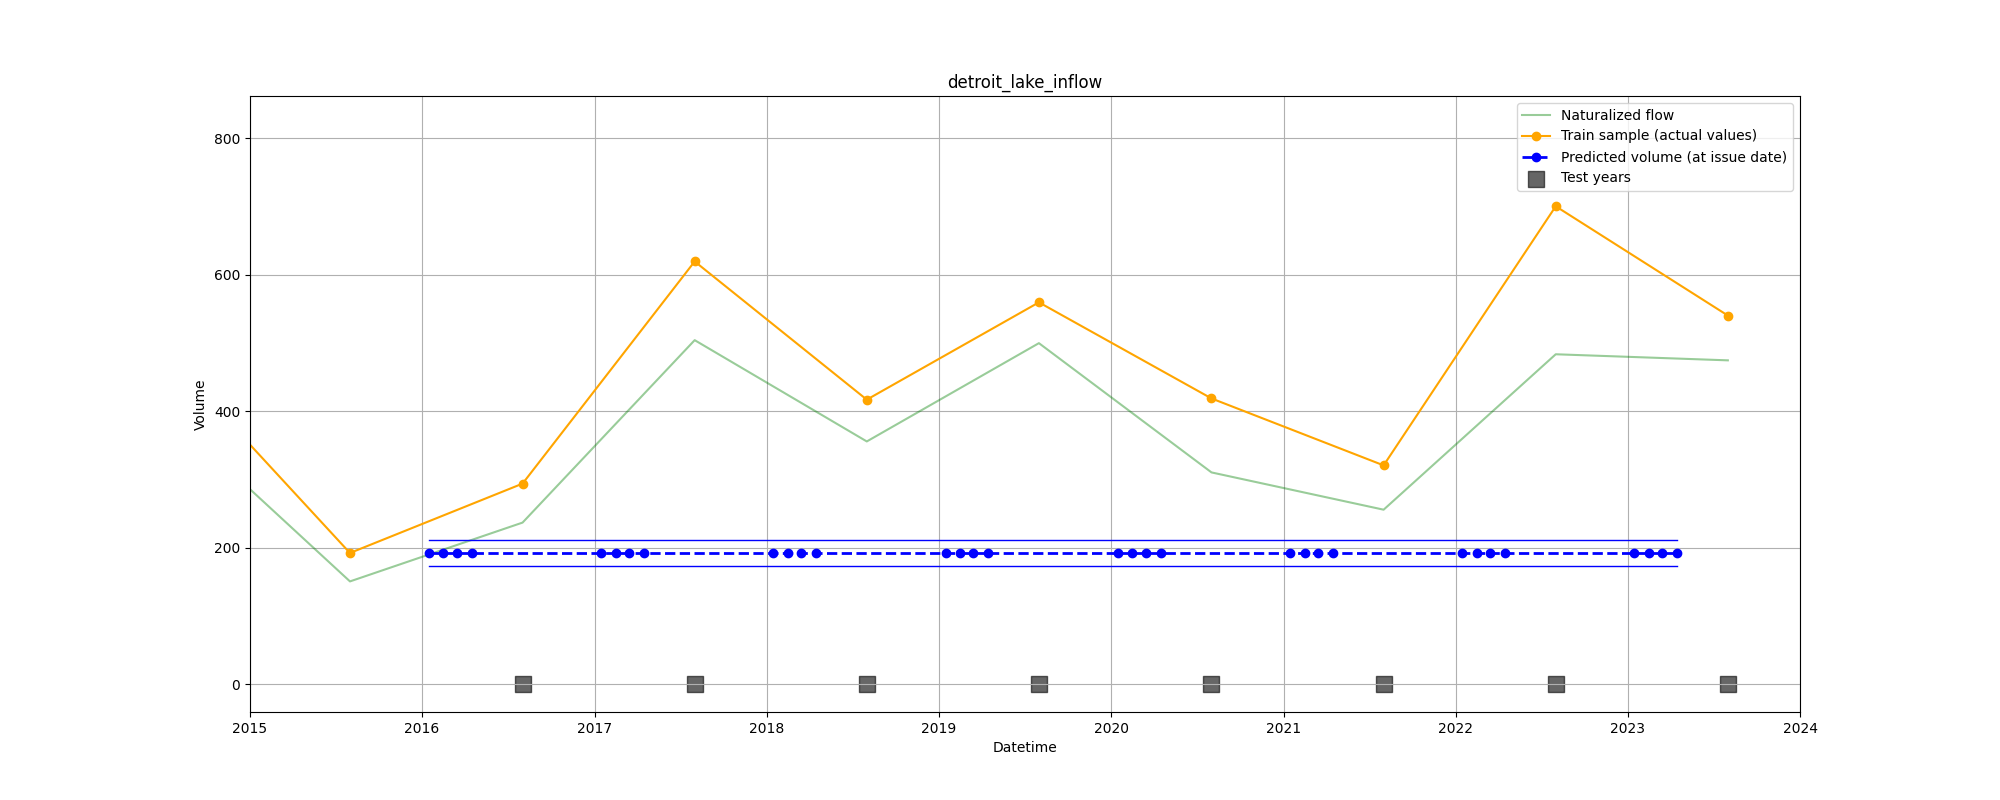 detroit_lake_inflow
Naturalized flow
Train sample (actual values)
Predicted volume (at issue date)
Test years
800
600
400
200
0
Volume
2015 2016 2017 2018 2019 2020 2021 2022 2023 2024
Datetime